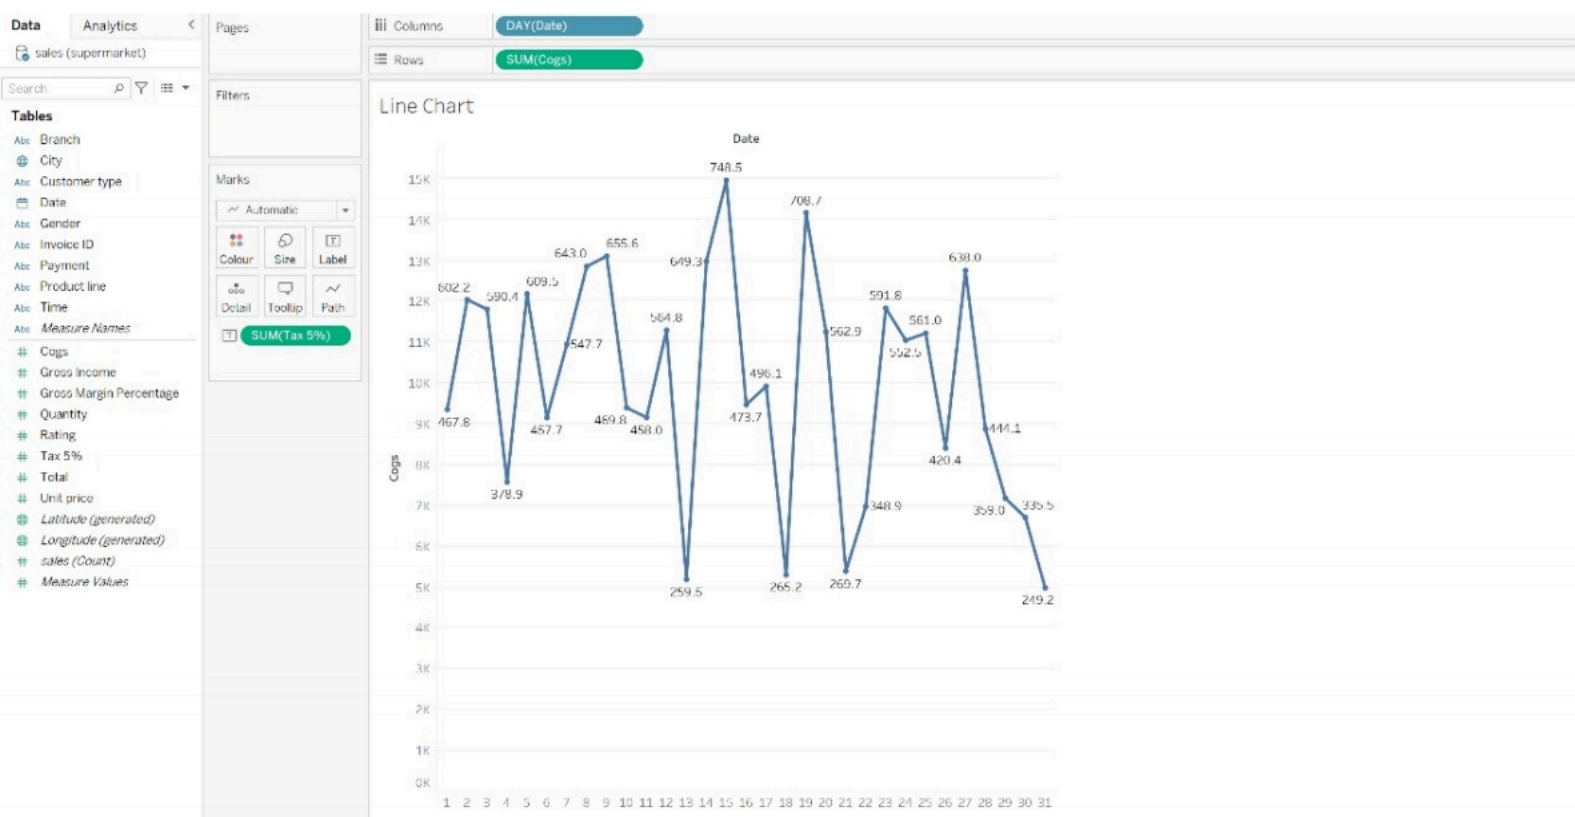 Data Analytics
sales (supermarket)
Search
Tables
Abc Branch
City
Abc Customer type
Date
Abc Gender
Abc Invoice ID
Abc Payment
Abc Product line
Abc Time
Abc Measure Names
Cogs
Gross Income
Gross Margin Percentage
Quantity
Rating
Tax 5%
Total
Unit price
Latitude (generated)
Longitude (generated)
sales (Count)
Measure Values
Pages
Filters
Marks
Automatic
Colour Size Label
Detail Tooltip Path
SUM(Tax 5%)
Columns DAY(Date)
Rows SUM(Cogs)
Line Chart
Date
748.5
15K
708.7
14K
655.6
643.0
638.0
649.3
13K
602.2
609.5
590.4
12K
591.8
564.8
561.0
562.9
547.7
11K
552.5
496.1
10K
467.8
469.8
473.7
9K
457.7
458.0
444.1
420.4
Cogs
8K
378.9
7K
348.9
359.0
335.5
6K
5K
259.5
265.2
269.7
249.2
4K
3K
2K
1K
0K
1 2 3 4 5 6 7 8 9 10 11 12 13 14 15 16 17 18 19 20 21 22 23 24 25 26 27 28 29 30 31